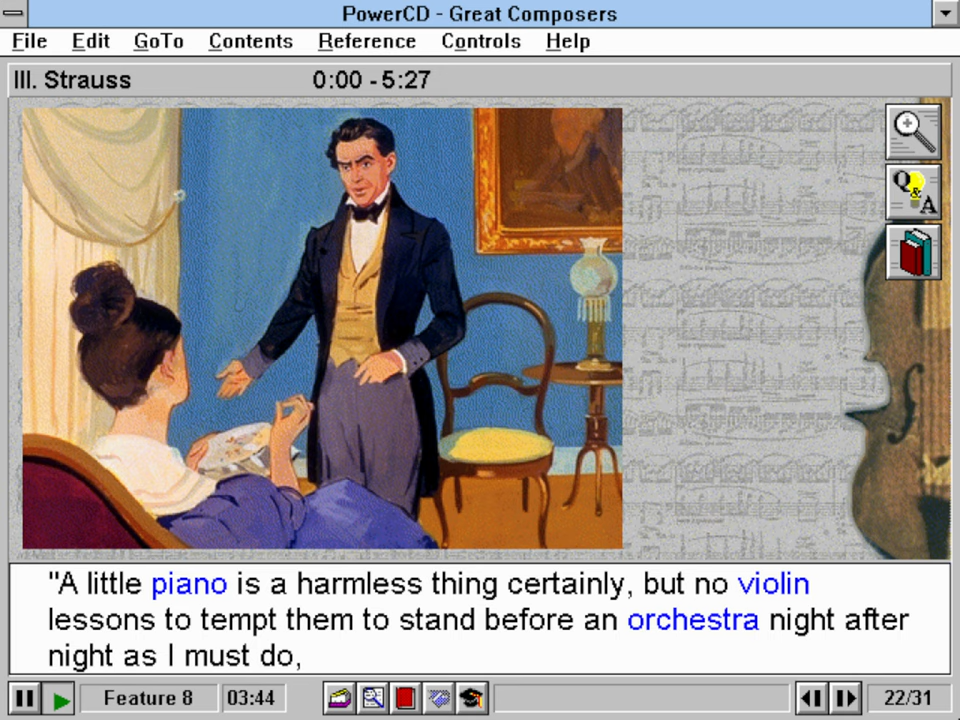 PowerCD - Great Composers
File Edit GoTo Contents Reference Controls Help
III. Strauss 0:00 - 5:27
Q & A
"A little piano is a harmless thing certainly, but no violin
lessons to tempt them to stand before an orchestra night after
night as I must do,
Feature 8 03:44 22/31